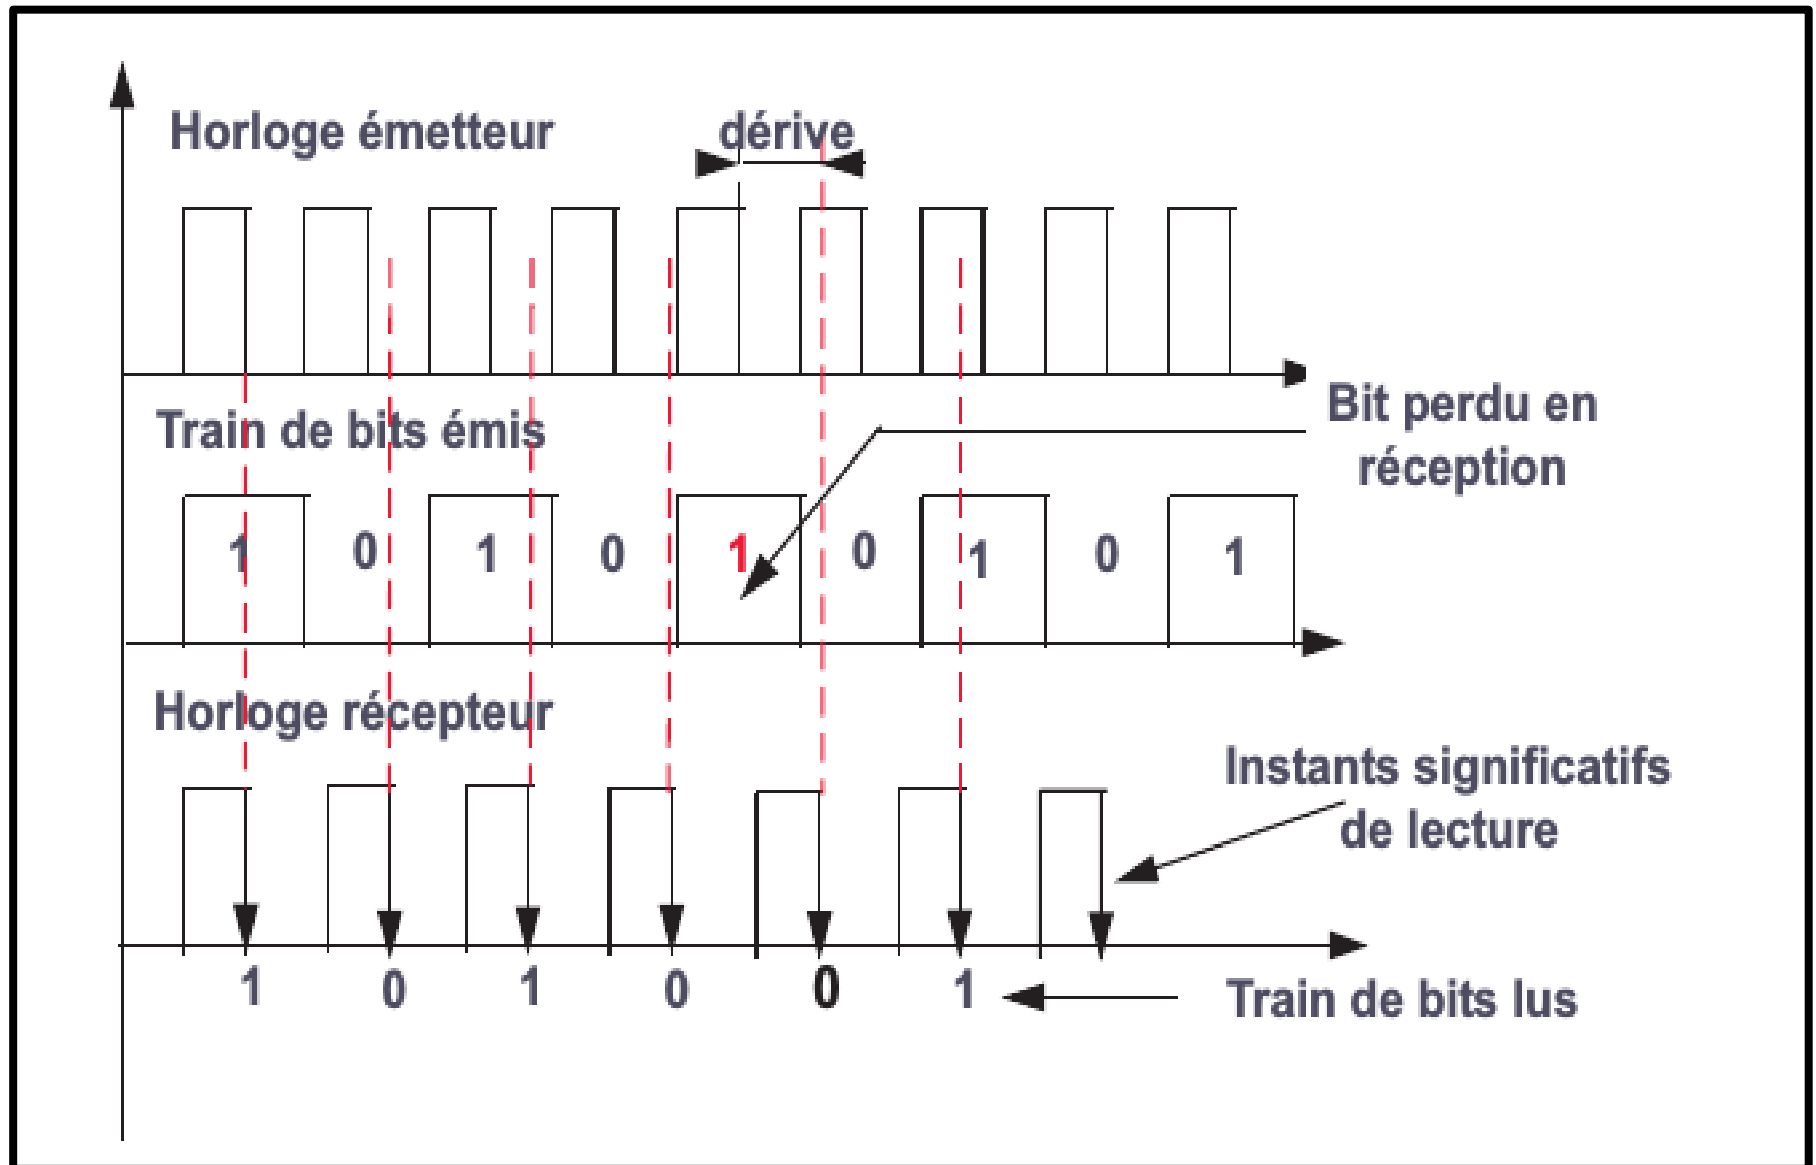 Horloge émetteur
dérive
Train de bits émis
Bit perdu en
réception
1 0 1 0 1 0 1 0 1
Horloge récepteur
Instants significatifs
de lecture
1 0 1 0 0 1
Train de bits lus